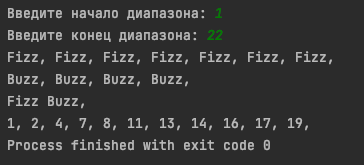 Введите начало диапазона: 1
Введите конец диапазона: 22
Fizz, Fizz, Fizz, Fizz, Fizz, Fizz, Fizz,
Buzz, Buzz, Buzz, Buzz,
Fizz Buzz,
1, 2, 4, 7, 8, 11, 13, 14, 16, 17, 19,
Process finished with exit code 0